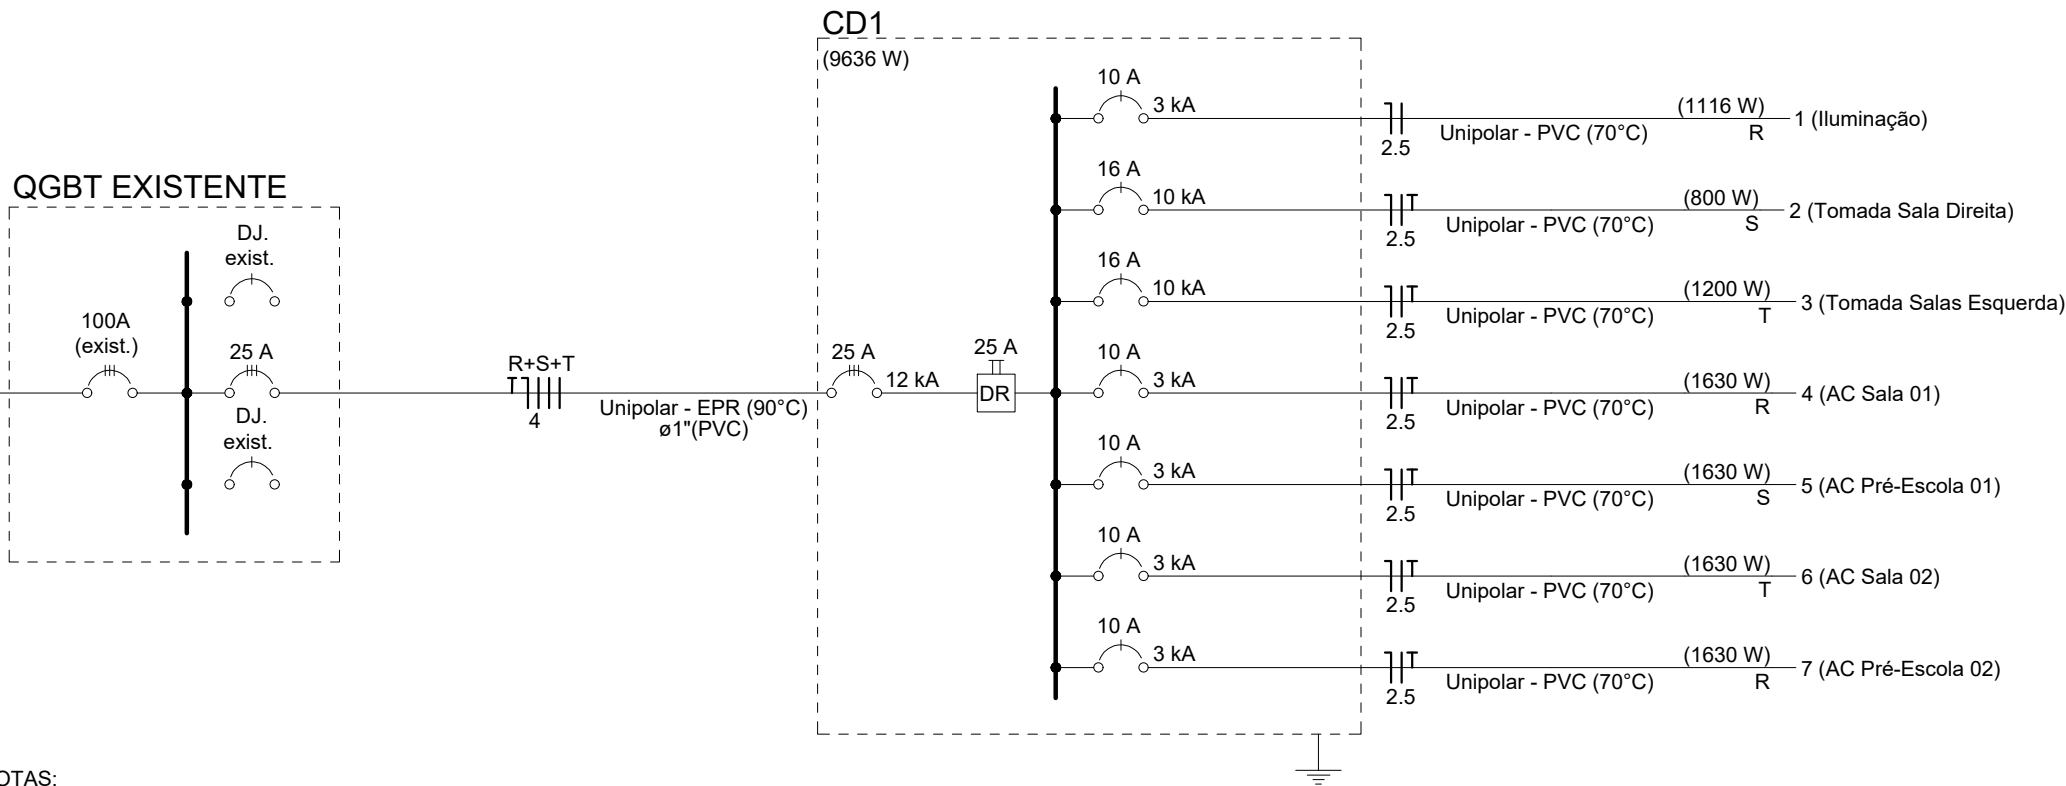 CD1
(9636 W)
QGBT EXISTENTE
DJ.
exist.
100A
(exist.)
25 A
DJ.
exist.
R+S+T
T
4
Unipolar - EPR (90°C)
ø1"(PVC)
25 A
12 kA
25 A
DR
10 A
3 kA
2.5
Unipolar - PVC (70°C)
(1116 W)
R
1 (Iluminação)
16 A
10 kA
T
2.5
Unipolar - PVC (70°C)
(800 W)
S
2 (Tomada Sala Direita)
16 A
10 kA
T
2.5
Unipolar - PVC (70°C)
(1200 W)
T
3 (Tomada Salas Esquerda)
10 A
3 kA
T
2.5
Unipolar - PVC (70°C)
(1630 W)
R
4 (AC Sala 01)
10 A
3 kA
T
2.5
Unipolar - PVC (70°C)
(1630 W)
S
5 (AC Pré-Escola 01)
10 A
3 kA
T
2.5
Unipolar - PVC (70°C)
(1630 W)
T
6 (AC Sala 02)
10 A
3 kA
T
2.5
Unipolar - PVC (70°C)
(1630 W)
R
7 (AC Pré-Escola 02)
OTAS: